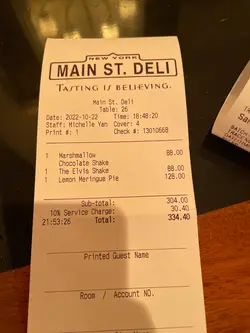 NEW YORK
MAIN ST. DELI
TASTING IS BELIEVING.
Main St. Deli
Table: 26
Date: 2022-10-22 Time: 18:48:20
Staff: Michelle Yan Cover: 4
Print #: 1 Check #: 13010668
1 Marshmallow 88.00
Chocolate Shake
1 The Elvis Shake 88.00
1 Lemon Meringue Pie 128.00
Sub-total: 304.00
10% Service Charge: 30.40
21:53:26 Total: 334.40
Printed Guest Name
Room / Account NO.